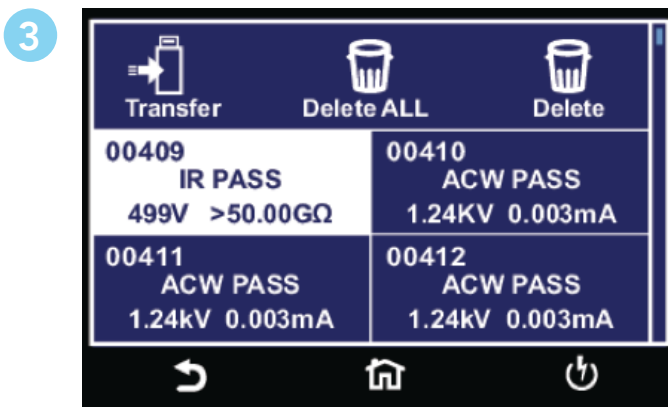 3
Transfer Delete ALL Delete
00409 00410
IR PASS ACW PASS
499V >50.00GΩ 1.24KV 0.003mA
00411 00412
ACW PASS ACW PASS
1.24kV 0.003mA 1.24kV 0.003mA